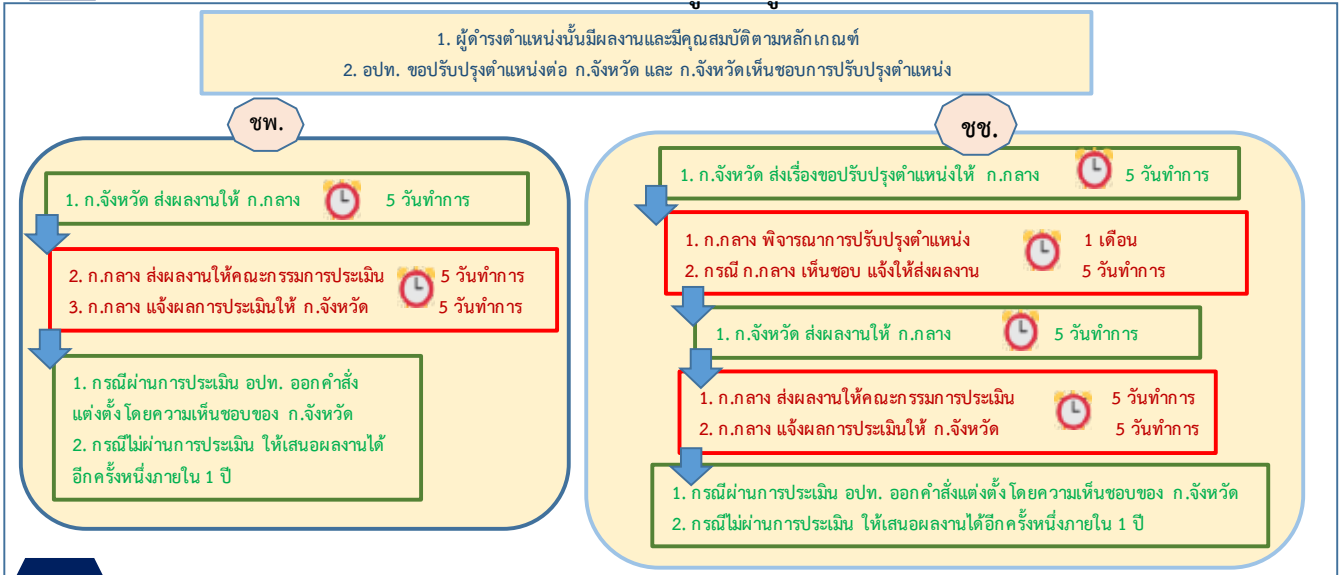 1. ผู้ดำรงตำแหน่งนั้นมีผลงานและมีคุณสมบัติตามหลักเกณฑ์
2. อปท. ขอปรับปรุงตำแหน่งต่อ ก.จังหวัด และ ก.จังหวัดเห็นชอบการปรับปรุงตำแหน่ง
ชพ.
1. ก.จังหวัด ส่งผลงานให้ ก.กลาง 5 วันทำการ
2. ก.กลาง ส่งผลงานให้คณะกรรมการประเมิน 5 วันทำการ
3. ก.กลาง แจ้งผลการประเมินให้ ก.จังหวัด 5 วันทำการ
1. กรณีผ่านการประเมิน อปท. ออกคำสั่ง
แต่งตั้ง โดยความเห็นชอบของ ก.จังหวัด
2. กรณีไม่ผ่านการประเมิน ให้เสนอผลงานได้
อีกครั้งหนึ่งภายใน 1 ปี
ชช.
1. ก.จังหวัด ส่งเรื่องขอปรับปรุงตำแหน่งให้ ก.กลาง 5 วันทำการ
1. ก.กลาง พิจารณาการปรับปรุงตำแหน่ง 1 เดือน
2. กรณี ก.กลาง เห็นชอบ แจ้งให้ส่งผลงาน 5 วันทำการ
1. ก.จังหวัด ส่งผลงานให้ ก.กลาง 5 วันทำการ
1. ก.กลาง ส่งผลงานให้คณะกรรมการประเมิน 5 วันทำการ
2. ก.กลาง แจ้งผลการประเมินให้ ก.จังหวัด 5 วันทำการ
1. กรณีผ่านการประเมิน อปท. ออกคำสั่งแต่งตั้ง โดยความเห็นชอบของ ก.จังหวัด
2. กรณีไม่ผ่านการประเมิน ให้เสนอผลงานได้อีกครั้งหนึ่งภายใน 1 ปี